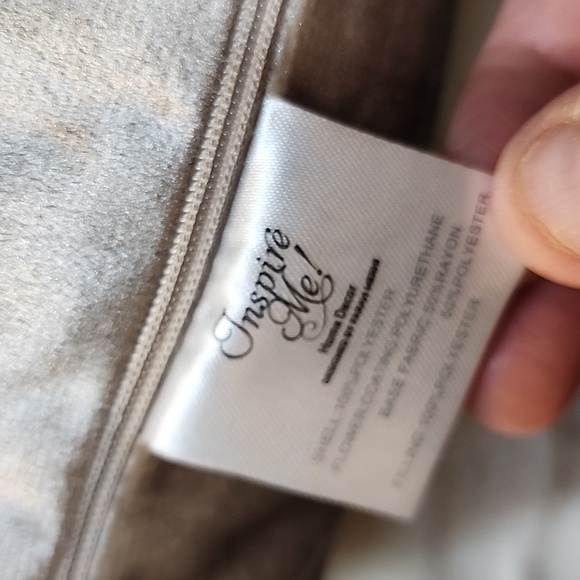 Inspire
Me!
Home Decor
SHELL:100%POLYESTER
FLOWER:COATING:POLYURETHANE
BASE FABRIC:50%RAYON
50%POLYESTER
FILLING:100%POLYESTER